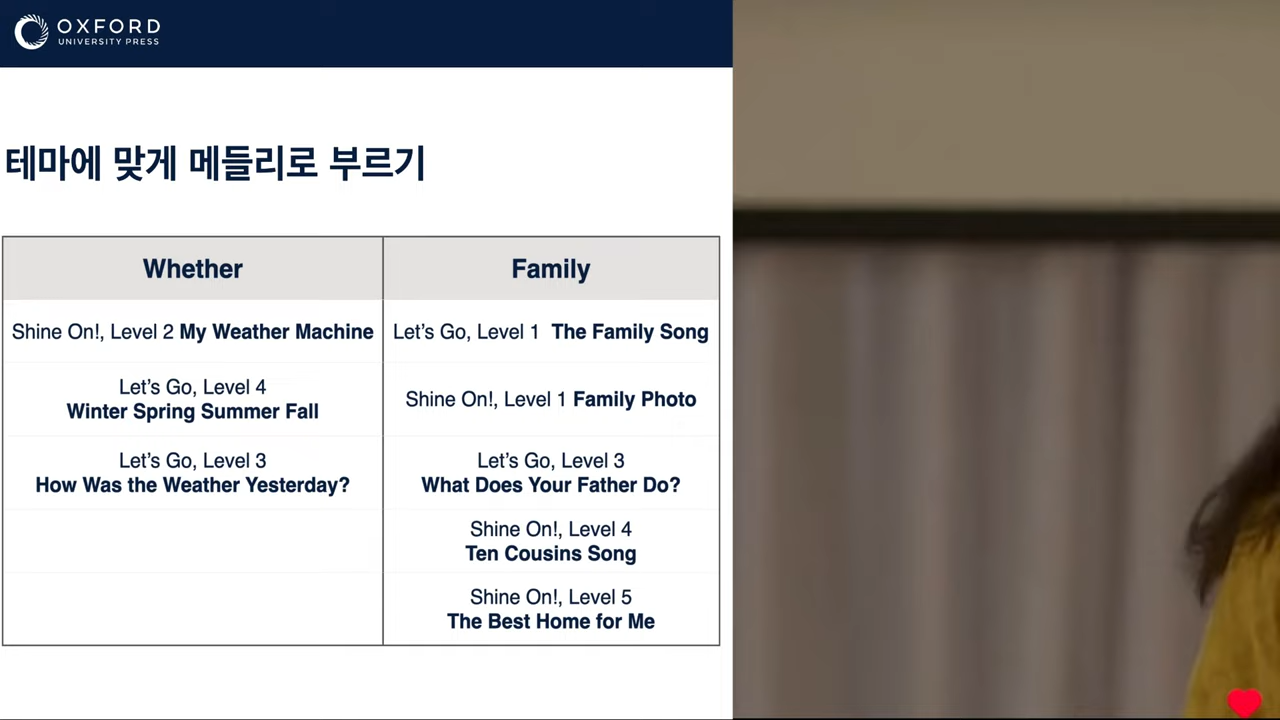 OXFORD
UNIVERSITY PRESS
테마에 맞게 메들리로 부르기
Whether
Family
Shine On!, Level 2 My Weather Machine
Let's Go, Level 1 The Family Song
Let's Go, Level 4
Winter Spring Summer Fall
Shine On!, Level 1 Family Photo
Let's Go, Level 3
How Was the Weather Yesterday?
Let's Go, Level 3
What Does Your Father Do?
Shine On!, Level 4
Ten Cousins Song
Shine On!, Level 5
The Best Home for Me